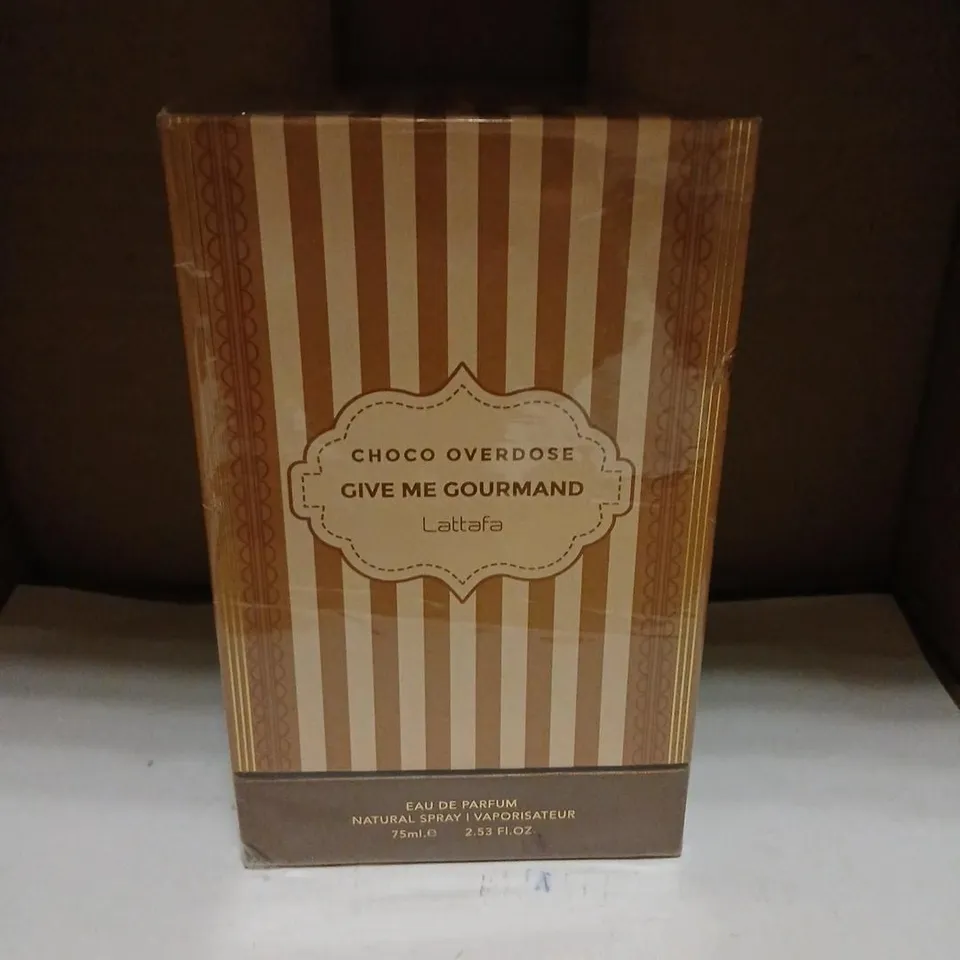 CHOCO OVERDOSE
GIVE ME GOURMAND
Lattafa
EAU DE PARFUM
NATURAL SPRAY | VAPORISATEUR
75ml.e 2.53 Fl.OZ